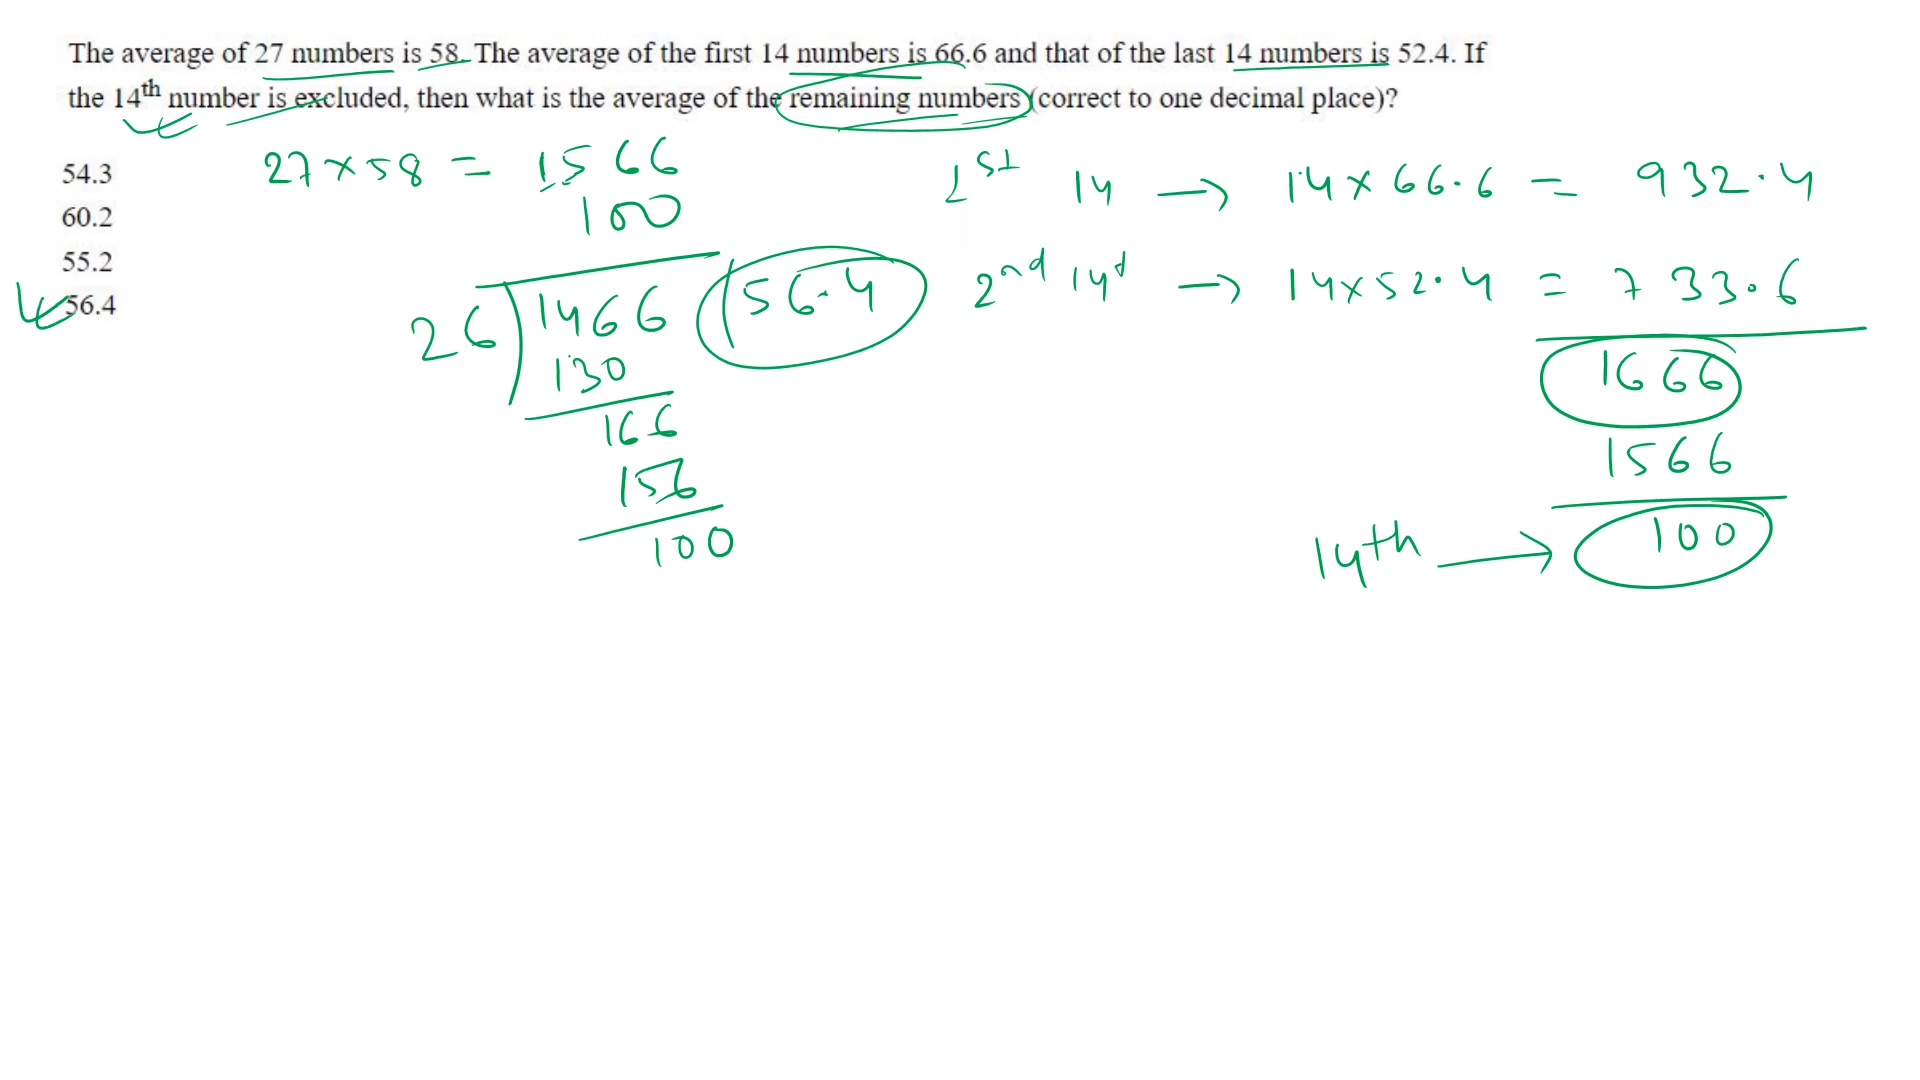 The average of 27 numbers is 58. The average of the first 14 numbers is 66.6 and that of the last 14 numbers is 52.4. If
the 14th number is excluded, then what is the average of the remaining numbers (correct to one decimal place)?
54.3
60.2
55.2
56.4
27 × 58 = 1566
100
26 1466 56.4
130
166
156
100
1st 14 → 14 × 66.6 = 932.4
2nd 14 → 14 × 52.4 = 733.6
1666
1566
14th → 100